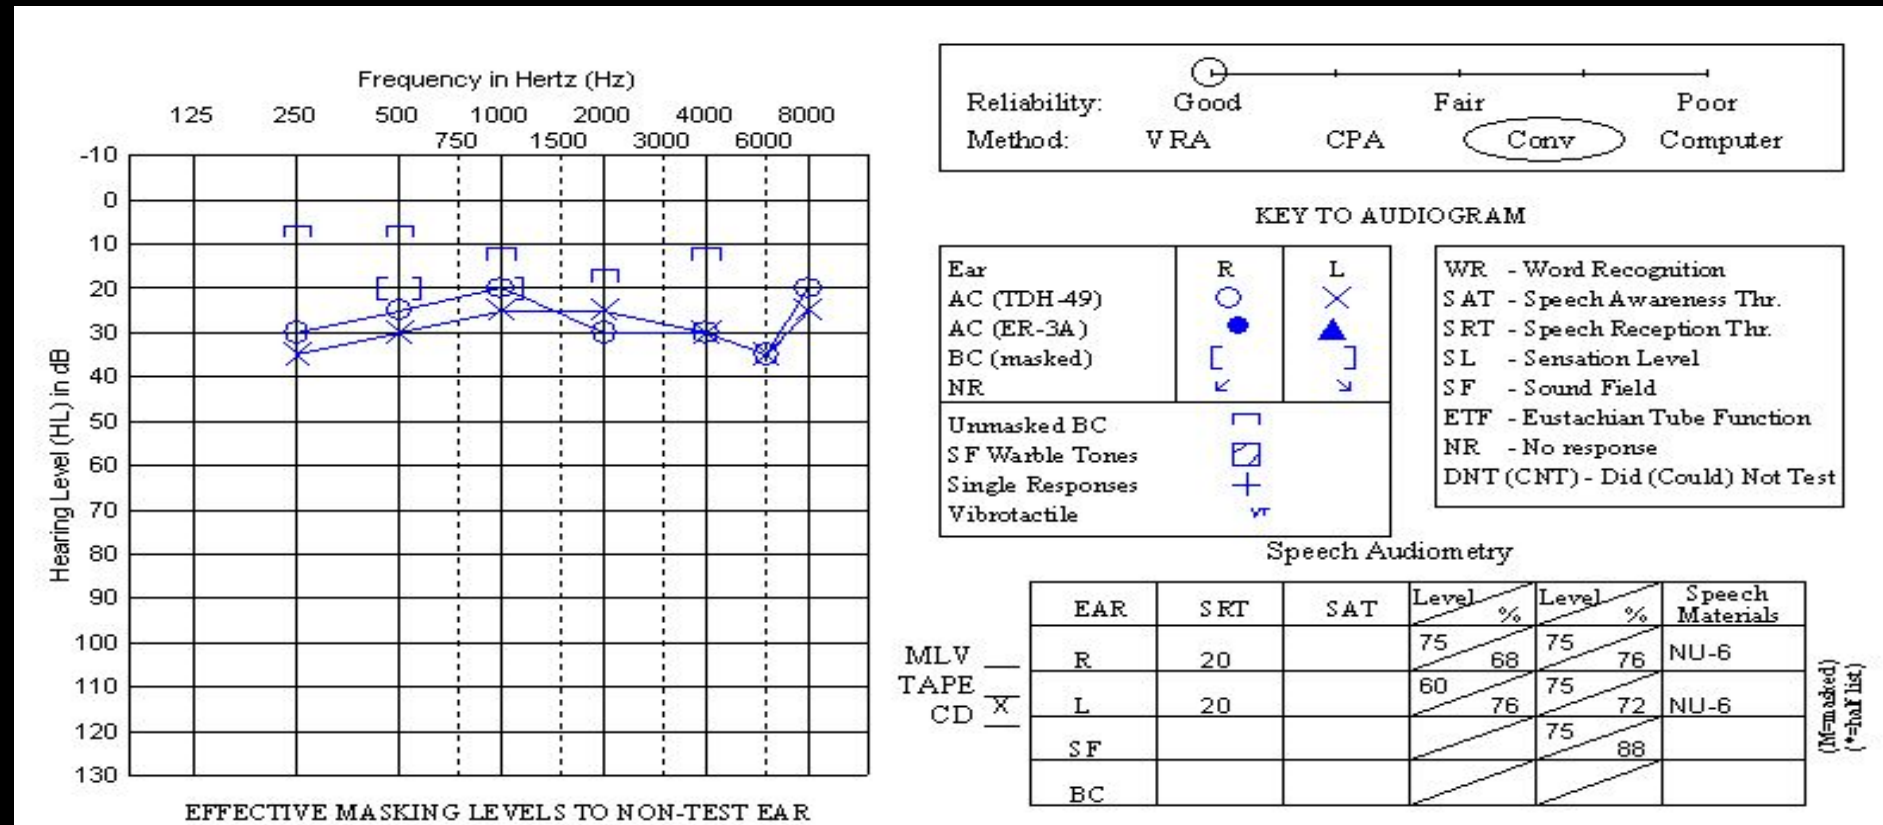 Frequency in Hertz (Hz)
125 250 500 1000 2000 4000 8000
750 1500 3000 6000
-10
0
10
20
30
40
50
60
70
80
90
100
110
120
130
Hearing Level (HL) in dB
EFFECTIVE MASKING LEVELS TO NON-TEST EAR
Reliability: Good Fair Poor
Method: VRA CPA Conv Computer
KEY TO AUDIOGRAM
Ear R L
AC (TDH-49)
AC (ER-3A)
BC (masked)
NR
Unmasked BC
SF Warble Tones
Single Responses
Vibrotactile VT
WR - Word Recognition
SAT - Speech Awareness Thr.
SRT - Speech Reception Thr.
SL - Sensation Level
SF - Sound Field
ETF - Eustachian Tube Function
NR - No response
DNT (CNT) - Did (Could) Not Test
Speech Audiometry
EAR SRT SAT Level % Level % Speech Materials
R 20 75 68 75 76 NU-6
L 20 60 76 75 72 NU-6
SF 75 88
BC
MLV
TAPE
CD X
(M=masked)
(*=half list)